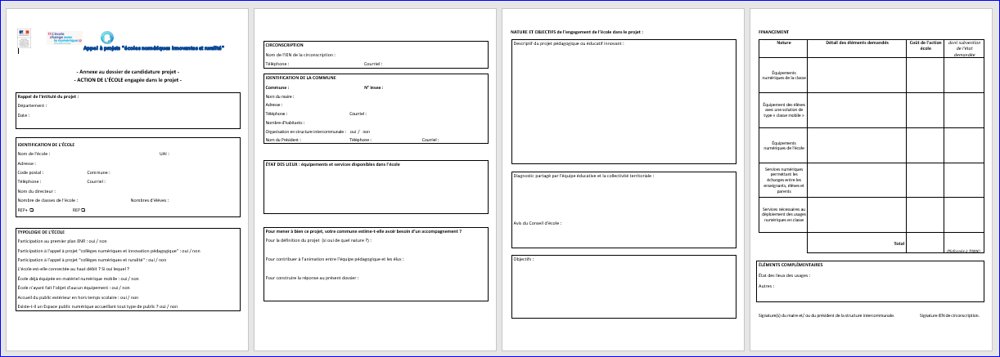 L'école
change avec
le numérique
Appel à projets "écoles numériques innovantes et ruralité"
- Annexe au dossier de candidature projet -
- ACTION DE L'ÉCOLE engagée dans le projet -
Rappel de l'intitulé du projet :
Département :
Date :
IDENTIFICATION DE L'ÉCOLE
Nom de l'école : UAI :
Adresse :
Code postal : Commune :
Téléphone : Courriel :
Nom du directeur :
Nombre de classes de l'école : Nombres d'élèves :
REP+ REP
TYPOLOGIE DE L'ÉCOLE
Participation au premier plan ENR : oui / non
Participation à l'appel à projet "collèges numériques et innovation pédagogique" : oui / non
Participation à l'appel à projet "collèges numériques et ruralité" : oui / non
L'école est-elle connectée au haut débit ? Si oui lequel ?
École déjà équipée en matériel numérique mobile : oui / non
École n'ayant fait l'objet d'aucun équipement : oui / non
Accueil du public extérieur en hors temps scolaire : oui / non
Existe-t-il un Espace public numérique accueillant tout type de public ? oui / non
CIRCONSCRIPTION
Nom de l'IEN de la circonscription :
Téléphone : Courriel :
IDENTIFICATION DE LA COMMUNE
Commune : N° Insee :
Nom du maire :
Adresse :
Téléphone : Courriel :
Nombre d'habitants :
Organisation en structure intercommunale : oui / non
Nom du Président : Téléphone : Courriel :
ÉTAT DES LIEUX : équipements et services disponibles dans l'école
Pour mener à bien ce projet, votre commune estime-t-elle avoir besoin d'un accompagnement ?
Pour la définition du projet (si oui de quel nature ?) :
Pour contribuer à l'animation entre l'équipe pédagogique et les élus :
Pour construire la réponse au présent dossier :
NATURE ET OBJECTIFS de l'engagement de l'école dans le projet :
Descriptif du projet pédagogique ou éducatif innovant :
Diagnostic partagé par l'équipe éducative et la collectivité territoriale :
Avis du Conseil d'école :
Objectifs :
FINANCEMENT
Nature Détail des éléments demandés Coût de l'action école dont subvention de l'état demandée
Équipements
numériques de la classe
Équipement des élèves
avec une solution de
type « classe mobile »
Équipements
numériques de l'école
Services numériques
permettant les
échanges entre les
enseignants, élèves et
parents
Services nécessaires au
déploiement des usages
numériques en classe
Total
(Plafonnée à 7000€)
ÉLÉMENTS COMPLÉMENTAIRES
État des lieux des usages :
Autres :
Signature(s) du maire et/ ou du président de la structure intercommunale. Signature IEN de circonscription.